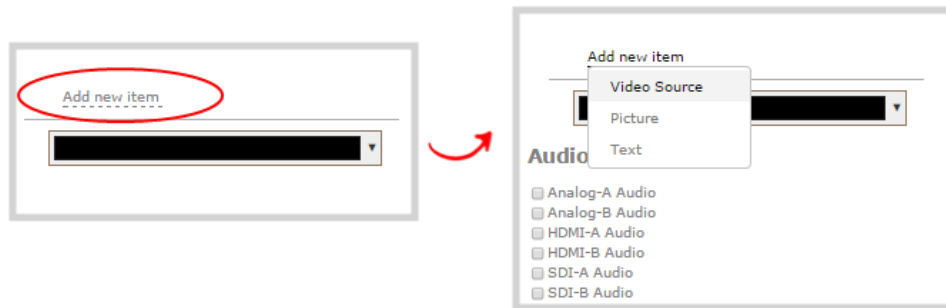 Add new item
Add new item
Video Source
Picture
Text
Audio
Analog-A Audio
Analog-B Audio
HDMI-A Audio
HDMI-B Audio
SDI-A Audio
SDI-B Audio